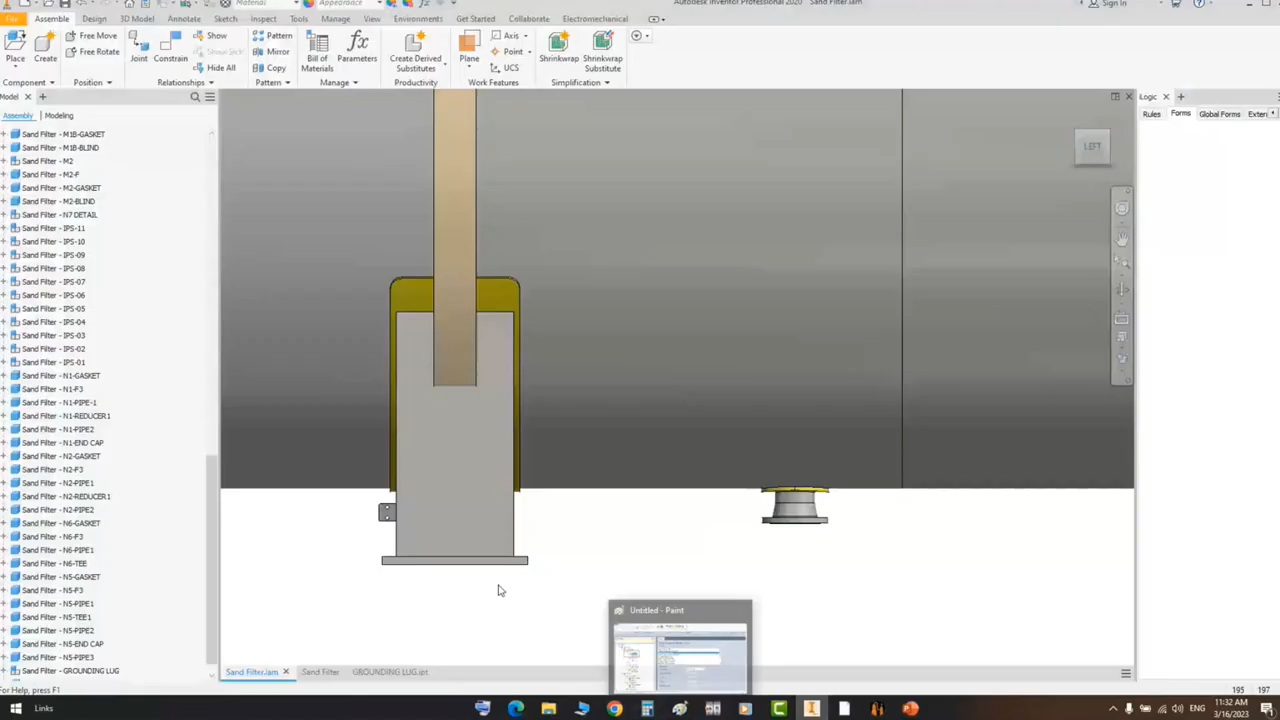 Material
Appearance
Autodesk Inventor Professional 2020 Sand Filter.iam
Sign In
File Assemble Design 3D Model Annotate Sketch Inspect Tools Manage View Environments Get Started Collaborate Electromechanical
Place
Create
Free Move
Free Rotate
Joint
Constrain
Show
Show Sick
Hide All
Pattern
Mirror
Copy
Bill of Materials
Parameters
Create Derived Substitutes
Plane
Axis
Point
UCS
Shrinkwrap
Shrinkwrap Substitute
Component Position Relationships Pattern Manage Productivity Work Features Simplification
Model
iLogic
Assembly Modeling
Rules Forms Global Forms Exter
LEFT
Sand Filter - M1B-GASKET
Sand Filter - M1B-BLIND
Sand Filter - M2
Sand Filter - M2-F
Sand Filter - M2-GASKET
Sand Filter - M2-BLIND
Sand Filter - N7 DETAIL
Sand Filter - IPS-11
Sand Filter - IPS-10
Sand Filter - IPS-09
Sand Filter - IPS-08
Sand Filter - IPS-07
Sand Filter - IPS-06
Sand Filter - IPS-05
Sand Filter - IPS-04
Sand Filter - IPS-03
Sand Filter - IPS-02
Sand Filter - IPS-01
Sand Filter - N1-GASKET
Sand Filter - N1-F3
Sand Filter - N1-PIPE-1
Sand Filter - N1-REDUCER1
Sand Filter - N1-PIPE2
Sand Filter - N1-END CAP
Sand Filter - N2-GASKET
Sand Filter - N2-F3
Sand Filter - N2-PIPE1
Sand Filter - N2-REDUCER1
Sand Filter - N2-PIPE2
Sand Filter - N6-GASKET
Sand Filter - N6-F3
Sand Filter - N6-PIPE1
Sand Filter - N6-TEE
Sand Filter - N5-GASKET
Sand Filter - N5-F3
Sand Filter - N5-PIPE1
Sand Filter - N5-TEE1
Sand Filter - N5-PIPE2
Sand Filter - N5-END CAP
Sand Filter - N5-PIPE3
Sand Filter - GROUNDING LUG
Untitled - Paint
Sand Filter.iam Sand Filter GROUNDING LUG.ipt
For Help, press F1
195 197
Links
ENG
11:32 AM
3/16/2023